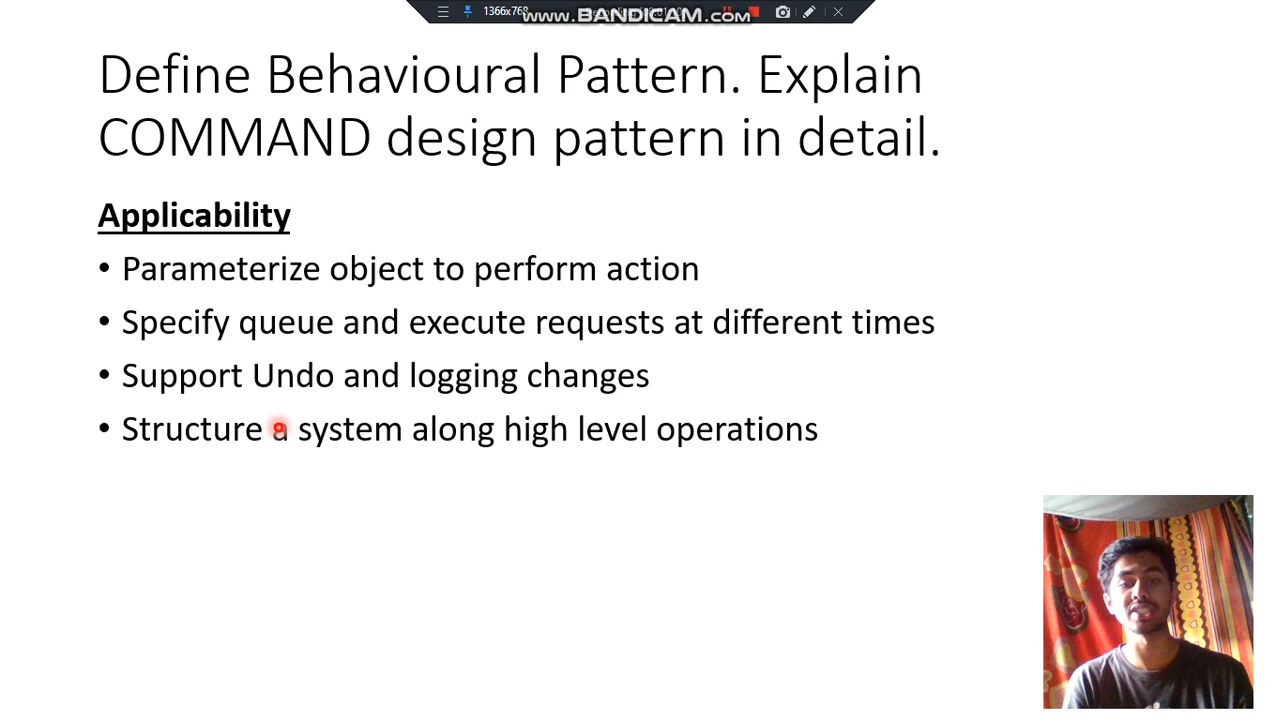 1366x768
www.BANDICAM.com
Define Behavioural Pattern. Explain
COMMAND design pattern in detail.
Applicability
• Parameterize object to perform action
• Specify queue and execute requests at different times
• Support Undo and logging changes
• Structure a system along high level operations